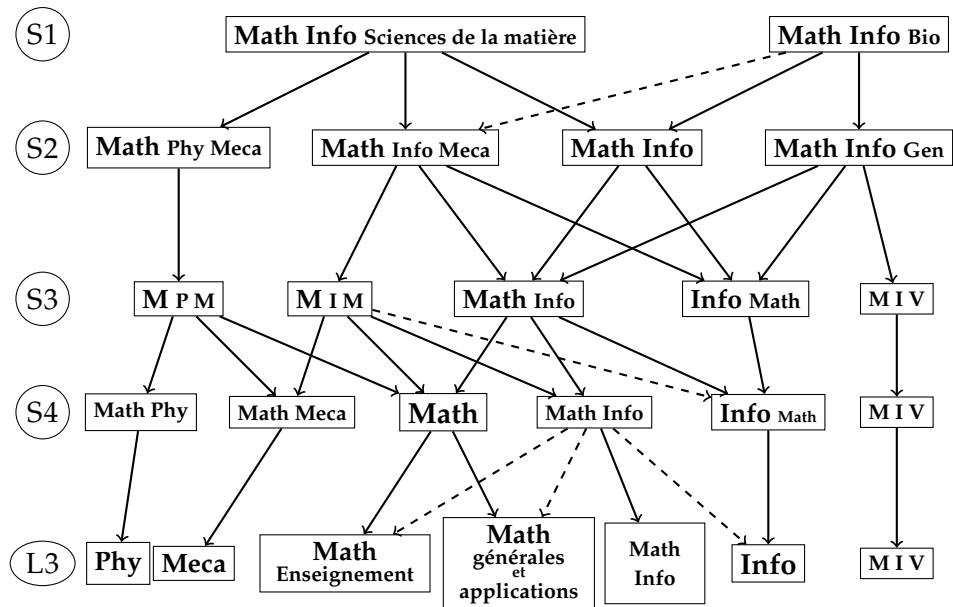 S1
Math Info Sciences de la matière
Math Info Bio
S2
Math Phy Meca
Math Info Meca
Math Info
Math Info Gen
S3
M P M
M I M
Math Info
Info Math
M I V
S4
Math Phy
Math Meca
Math
Math Info
Info Math
M I V
L3
Phy
Meca
Math
Enseignement
Math
générales
et
applications
Math
Info
Info
M I V